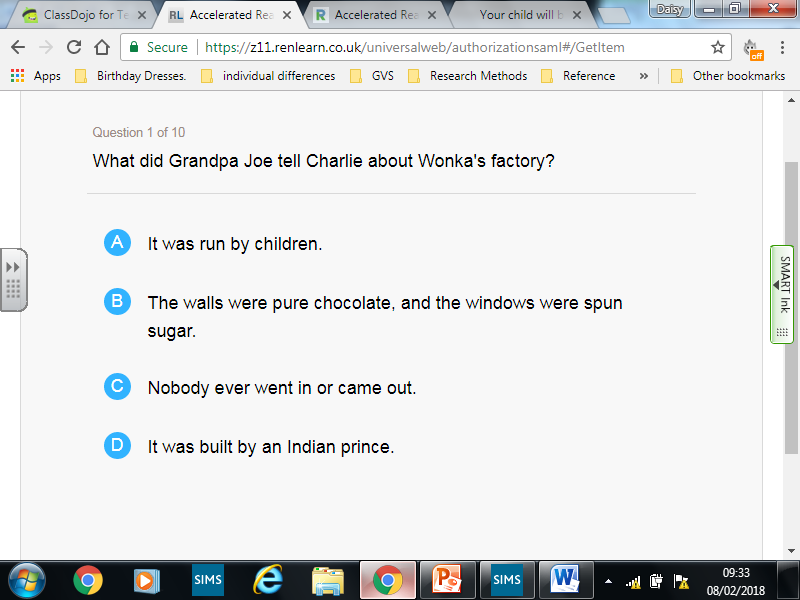 ClassDojo for Te
Accelerated Rea
Accelerated Rea
Your child will b
Daisy
Secure
https://z11.renlearn.co.uk/universalweb/authorizationsaml#/GetItem
off
Apps
Birthday Dresses.
individual differences
GVS
Research Methods
Reference
»
Other bookmarks
Question 1 of 10
What did Grandpa Joe tell Charlie about Wonka's factory?
A It was run by children.
B The walls were pure chocolate, and the windows were spun
sugar.
C Nobody ever went in or came out.
D It was built by an Indian prince.
SMART Ink
SIMS
SIMS
09:33
08/02/2018